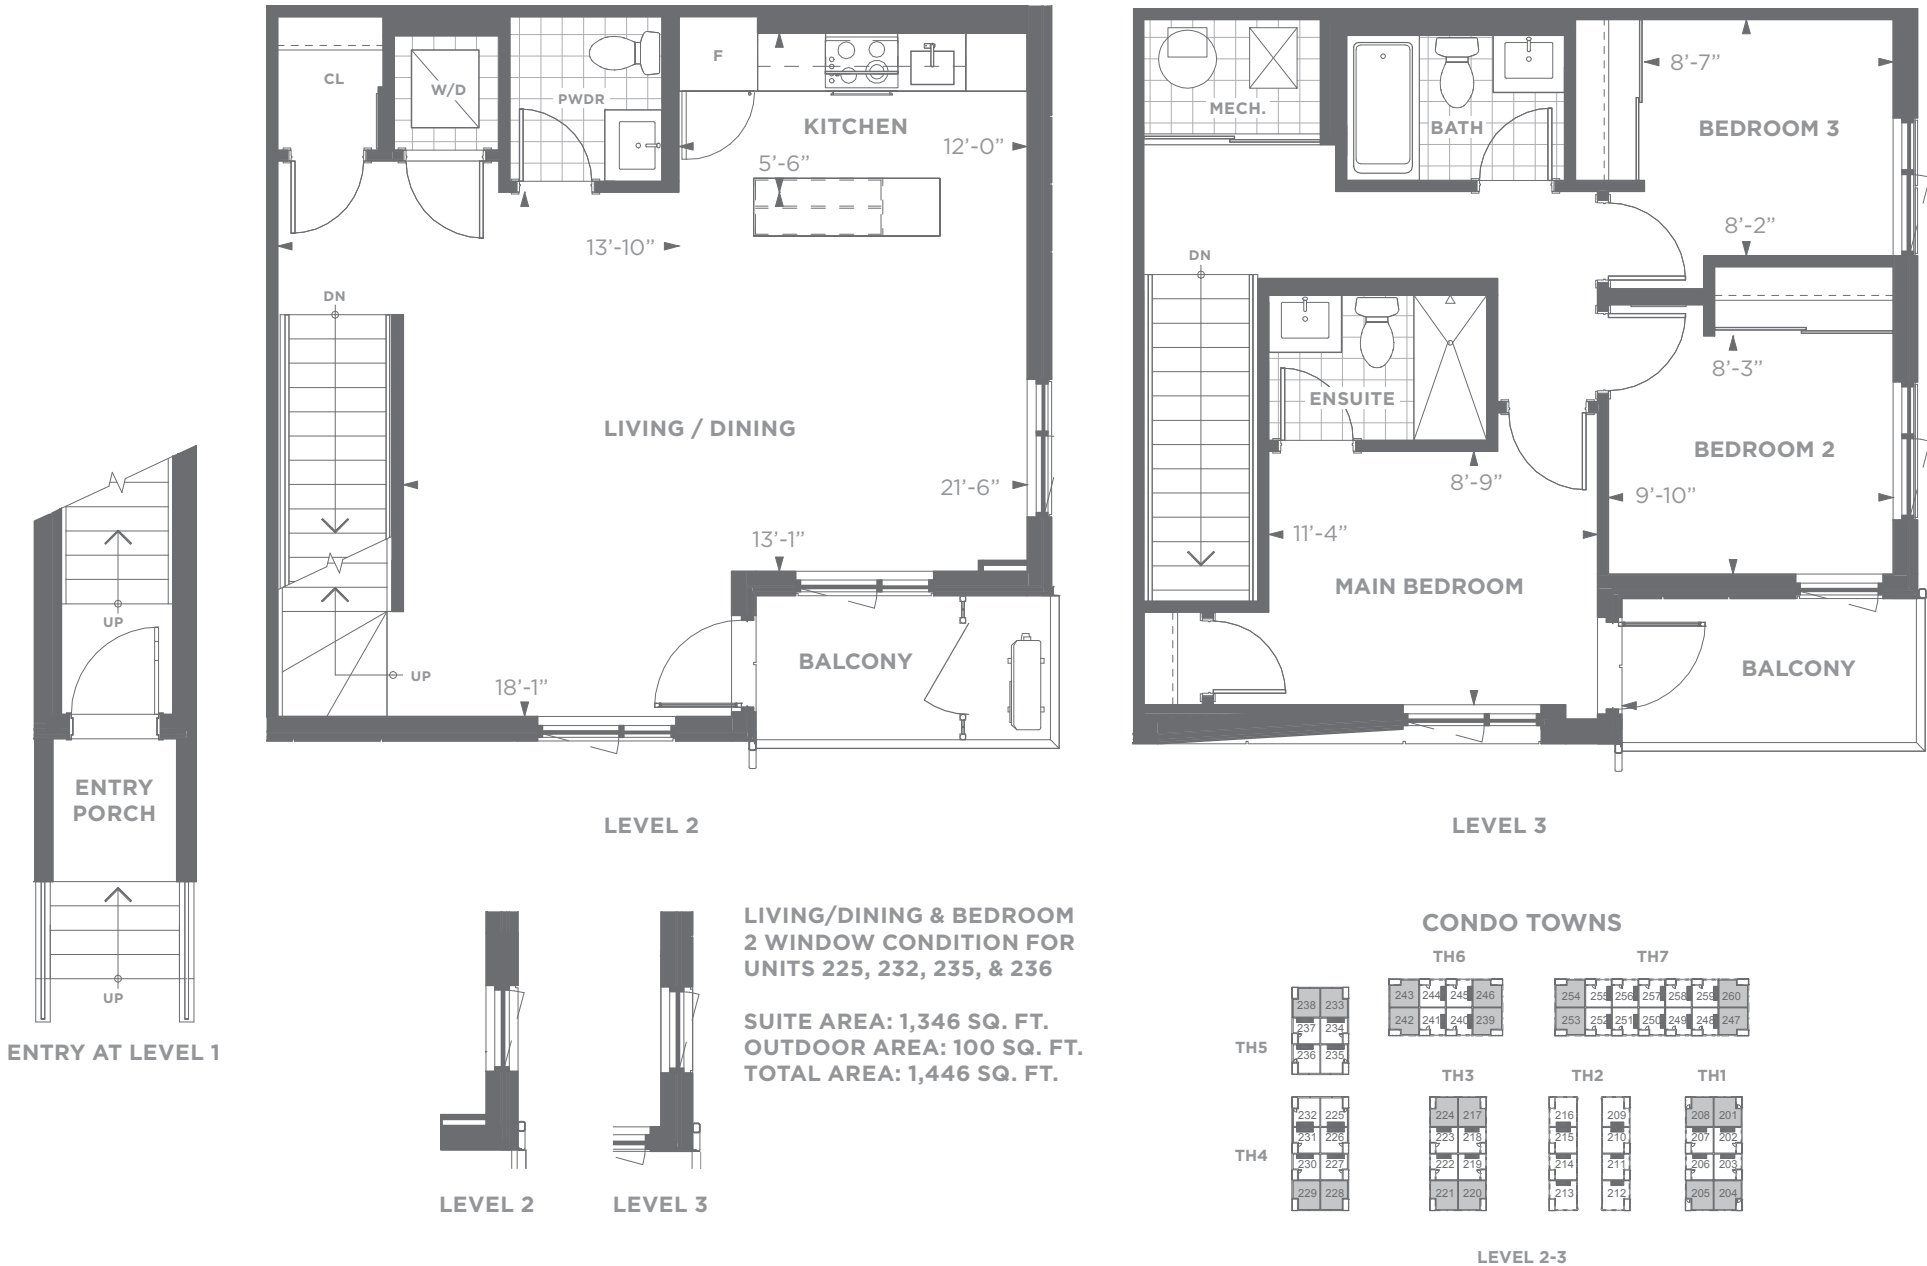 CL
W/D
PWDR
F
KITCHEN
12’-0”
5’-6”
13’-10”
DN
LIVING / DINING
21’-6”
13’-1”
BALCONY
UP
18’-1”
LEVEL 2
MECH.
BATH
8’-7”
BEDROOM 3
8’-2”
DN
ENSUITE
8’-3”
BEDROOM 2
8’-9”
9’-10”
11’-4”
MAIN BEDROOM
BALCONY
LEVEL 3
UP
ENTRY
PORCH
UP
ENTRY AT LEVEL 1
LEVEL 2
LEVEL 3
LIVING/DINING & BEDROOM
2 WINDOW CONDITION FOR
UNITS 225, 232, 235, & 236
SUITE AREA: 1,346 SQ. FT.
OUTDOOR AREA: 100 SQ. FT.
TOTAL AREA: 1,446 SQ. FT.
CONDO TOWNS
TH6
243 244 245 246
242 241 240 239
TH7
254 255 256 257 258 259 260
253 252 251 250 249 248 247
TH5
238 233
237 234
236 235
TH4
232 225
231 226
230 227
229 228
TH3
224 217
223 218
222 219
221 220
TH2
216 209
215 210
214 211
213 212
TH1
208 201
207 202
206 203
205 204
LEVEL 2-3